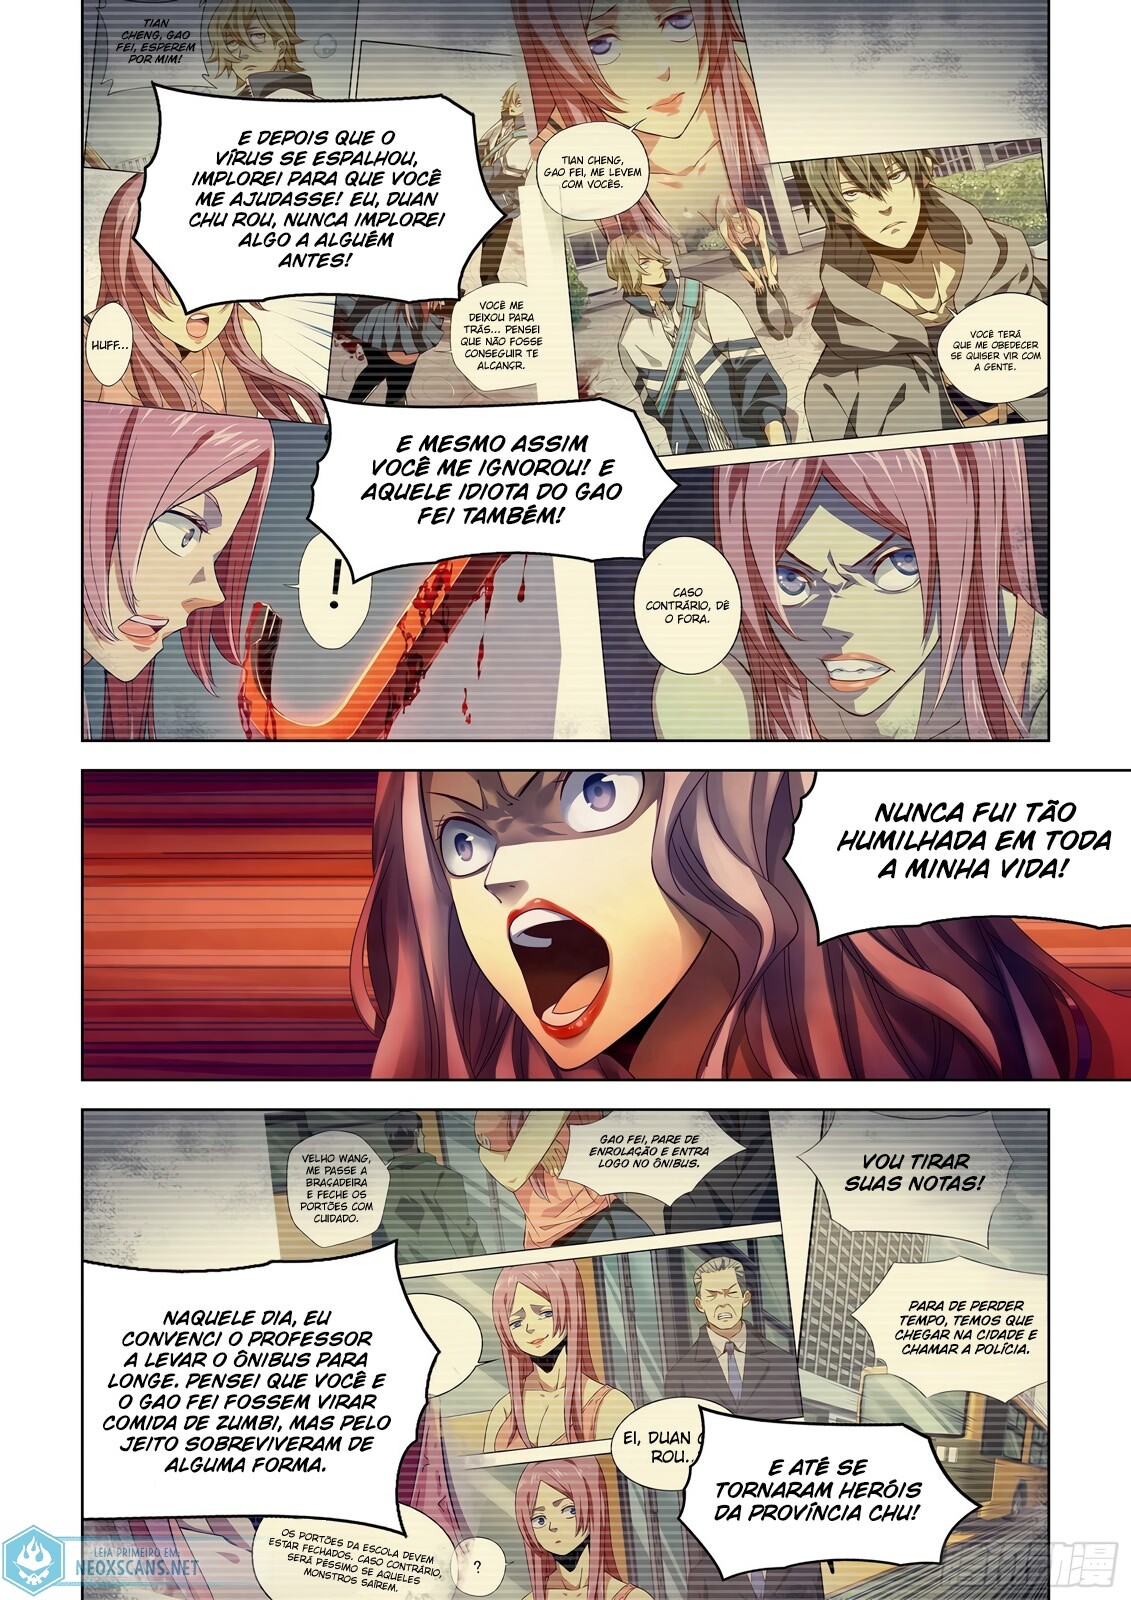 TIAN
CHENG, GAO
FEI, ESPEREM
POR MIM!
E DEPOIS QUE O
VÍRUS SE ESPALHOU,
IMPLOREI PARA QUE VOCÊ
ME AJUDASSE! EU, DUAN
CHU ROU, NUNCA IMPLOREI
ALGO A ALGUÉM
ANTES!
TIAN CHENG,
GAO FEI, ME LEVEM
COM VOCÊS.
HUFF...
VOCÊ ME
DEIXOU PARA
TRÁS... PENSEI
QUE NÃO FOSSE
CONSEGUIR TE
ALCANÇR.
VOCÊ TERÁ
QUE ME OBEDECER
SE QUISER VIR COM
A GENTE.
E MESMO ASSIM
VOCÊ ME IGNOROU! E
AQUELE IDIOTA DO GAO
FEI TAMBÉM!
!
CASO
CONTRÁRIO, DÊ
O FORA.
NUNCA FUI TÃO
HUMILHADA EM TODA
A MINHA VIDA!
VELHO WANG,
ME PASSE A
BRAÇADEIRA
E FECHE OS
PORTÕES COM
CUIDADO.
GAO FEI, PARE DE
ENROLAÇÃO E ENTRA
LOGO NO ÔNIBUS.
VOU TIRAR
SUAS NOTAS!
NAQUELE DIA, EU
CONVENCI O PROFESSOR
A LEVAR O ÔNIBUS PARA
LONGE. PENSEI QUE VOCÊ E
O GAO FEI FOSSEM VIRAR
COMIDA DE ZUMBI, MAS PELO
JEITO SOBREVIVERAM DE
ALGUMA FORMA.
PARA DE PERDER
TEMPO, TEMOS QUE
CHEGAR NA CIDADE E
CHAMAR A POLÍCIA.
EI, DUAN
ROU..
E ATÉ SE
TORNARAM HERÓIS
DA PROVÍNCIA CHU!
OS PORTÕES DA ESCOLA DEVEM
ESTAR FECHADOS. CASO CONTRÁRIO,
SERÁ PÉSSIMO SE AQUELES
MONSTROS SAÍREM.
?
LEIA PRIMEIRO EM:
NEOXSCANS.NET